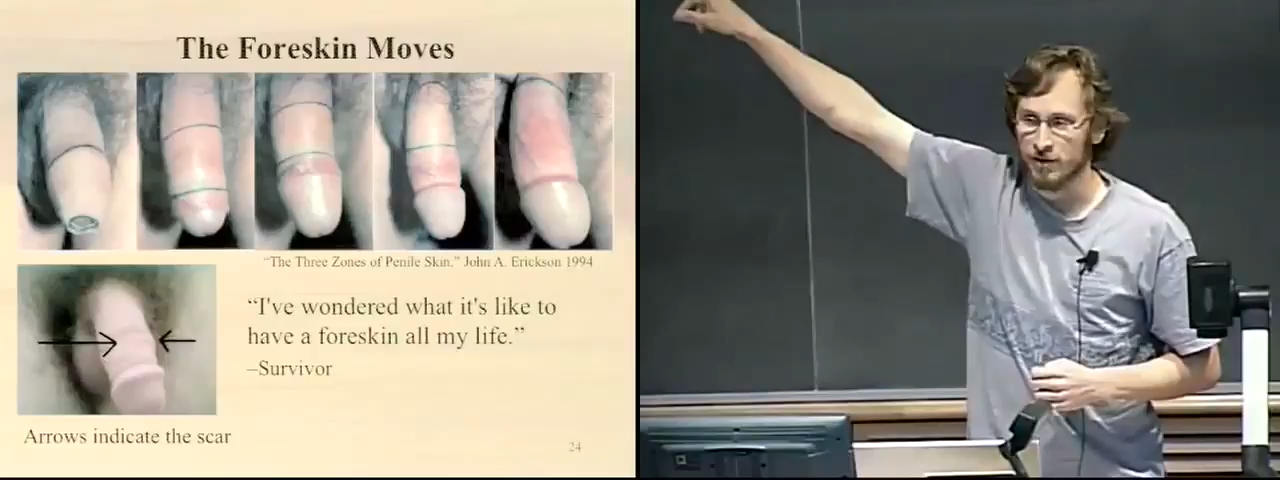 The Foreskin Moves
“The Three Zones of Penile Skin.” John A. Erickson 1994
“I've wondered what it's like to
have a foreskin all my life.”
–Survivor
Arrows indicate the scar
24